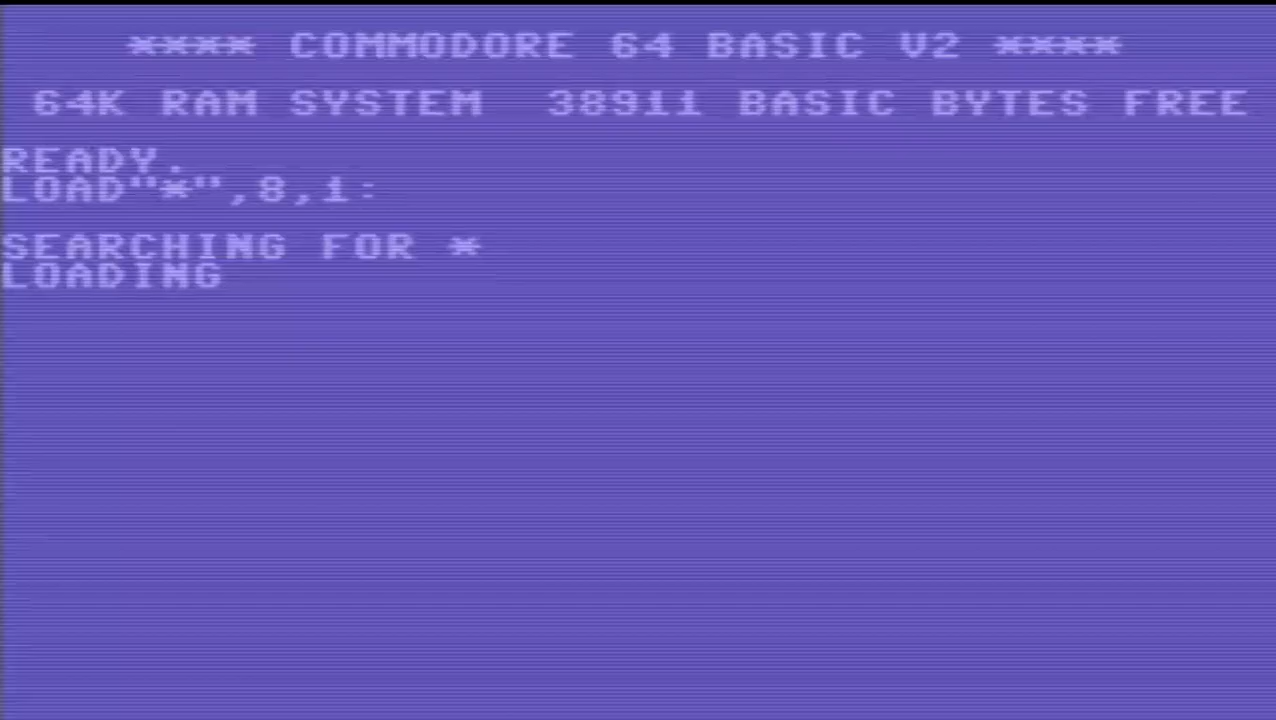 **** COMMODORE 64 BASIC V2 ****
64K RAM SYSTEM  38911 BASIC BYTES FREE
READY.
LOAD"*",8,1:
SEARCHING FOR *
LOADING